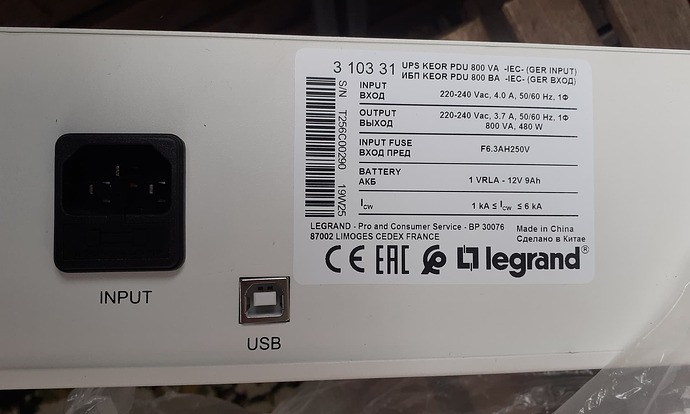 3 103 31 UPS KEOR PDU 800 VA -IEC- (GER INPUT)
ИБП KEOR PDU 800 ВА -IEC- (GER ВХОД)
S/N T256C00290 19W25
INPUT
ВХОД
220-240 Vac, 4.0 A, 50/60 Hz, 1Φ
OUTPUT
ВЫХОД
220-240 Vac, 3.7 A, 50/60 Hz, 1Φ
800 VA, 480 W
INPUT FUSE
ВХОД ПРЕД
F6.3AH250V
BATTERY
АКБ
1 VRLA - 12V 9Ah
Icw
1 kA ≤ Icw ≤ 6 kA
LEGRAND - Pro and Consumer Service - BP 30076
87002 LIMOGES CEDEX FRANCE
Made in China
Сделано в Китае
CE EAC legrand®
INPUT
USB